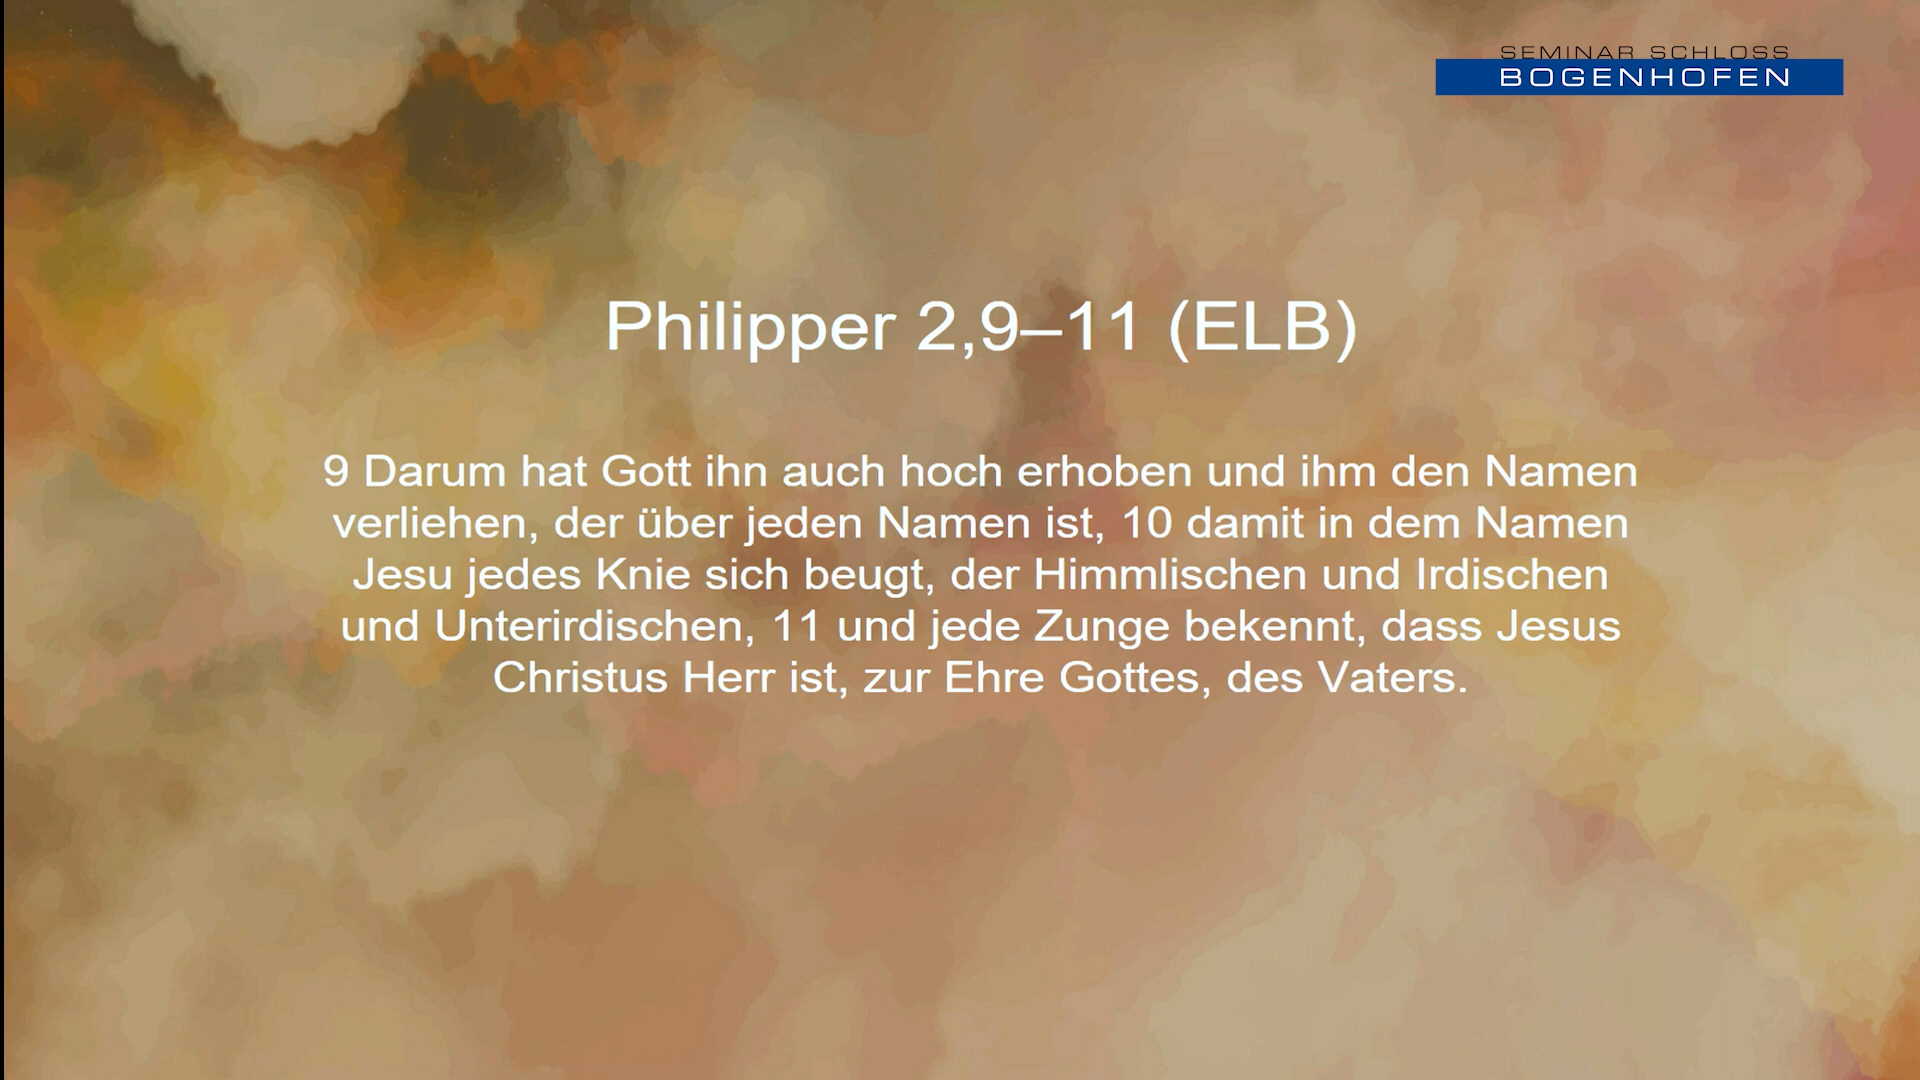 SEMINAR SCHLOSS
BOGENHOFEN
Philipper 2,9–11 (ELB)
9 Darum hat Gott ihn auch hoch erhoben und ihm den Namen
verliehen, der über jeden Namen ist, 10 damit in dem Namen
Jesu jedes Knie sich beugt, der Himmlischen und Irdischen
und Unterirdischen, 11 und jede Zunge bekennt, dass Jesus
Christus Herr ist, zur Ehre Gottes, des Vaters.